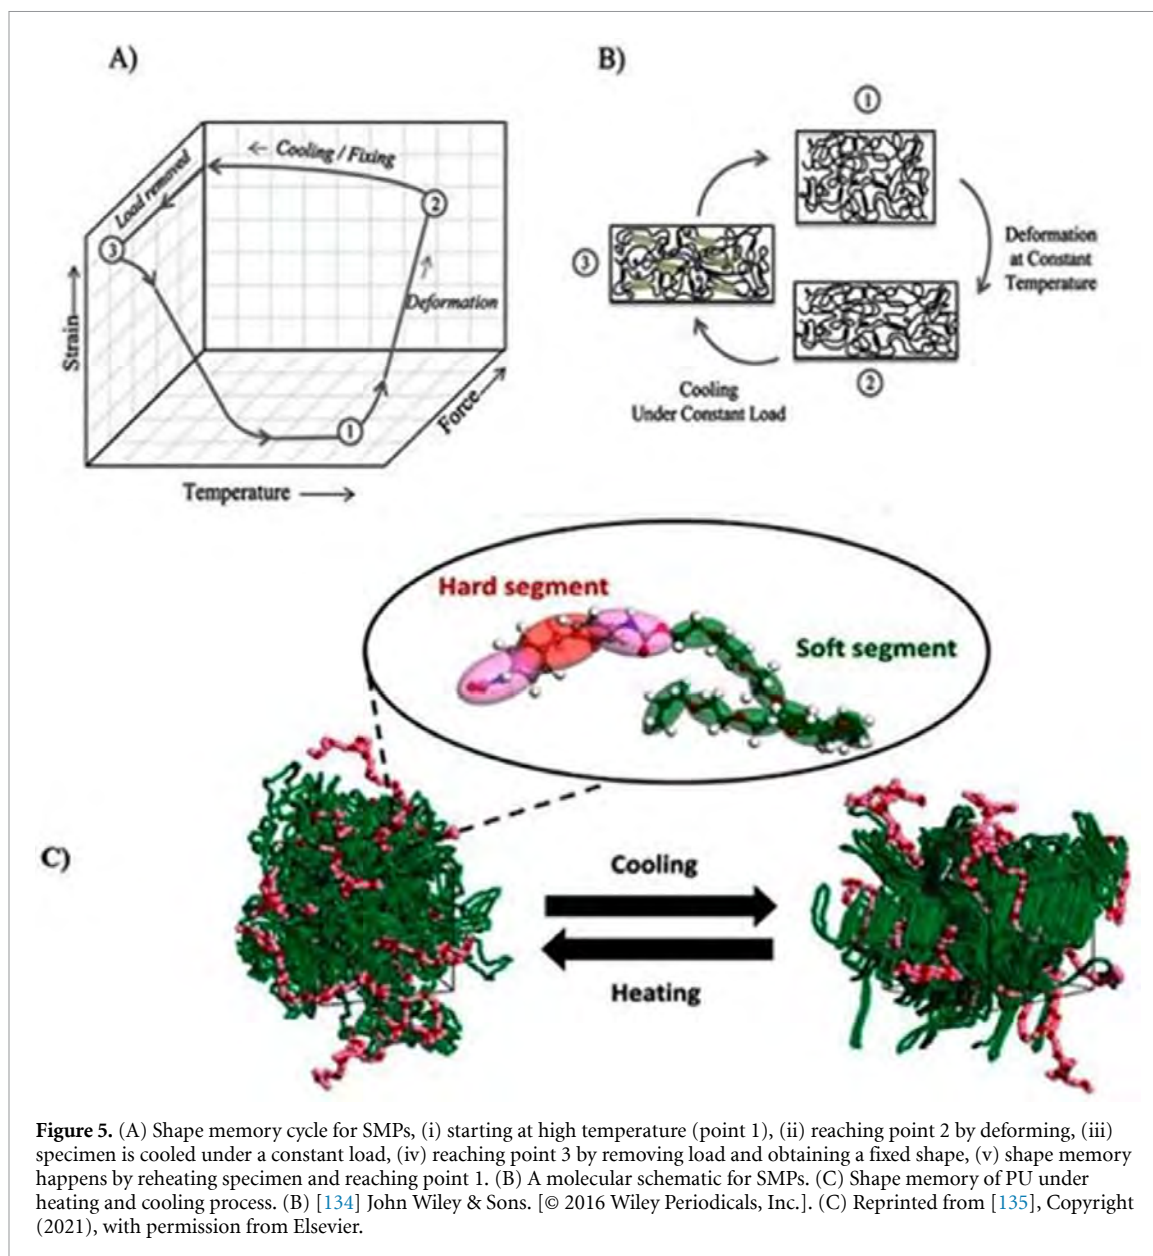 A)
B)
← Cooling / Fixing
Load removed
2
3
Deformation
Strain
1
Force
Temperature
1
Deformation
at Constant
Temperature
3
2
Cooling
Under Constant Load
Hard segment
Soft segment
C)
Cooling
Heating
Figure 5. (A) Shape memory cycle for SMPs, (i) starting at high temperature (point 1), (ii) reaching point 2 by deforming, (iii)
specimen is cooled under a constant load, (iv) reaching point 3 by removing load and obtaining a fixed shape, (v) shape memory
happens by reheating specimen and reaching point 1. (B) A molecular schematic for SMPs. (C) Shape memory of PU under
heating and cooling process. (B) [134] John Wiley & Sons. [© 2016 Wiley Periodicals, Inc.]. (C) Reprinted from [135], Copyright
(2021), with permission from Elsevier.